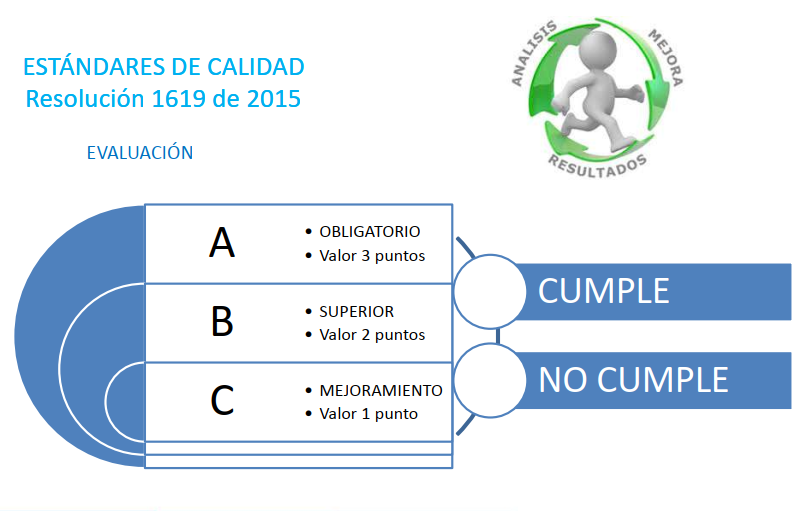 ESTÁNDARES DE CALIDAD
Resolución 1619 de 2015
EVALUACIÓN
ANALISIS
MEJORA
RESULTADOS
A
• OBLIGATORIO
• Valor 3 puntos
B
• SUPERIOR
• Valor 2 puntos
C
• MEJORAMIENTO
• Valor 1 punto
CUMPLE
NO CUMPLE